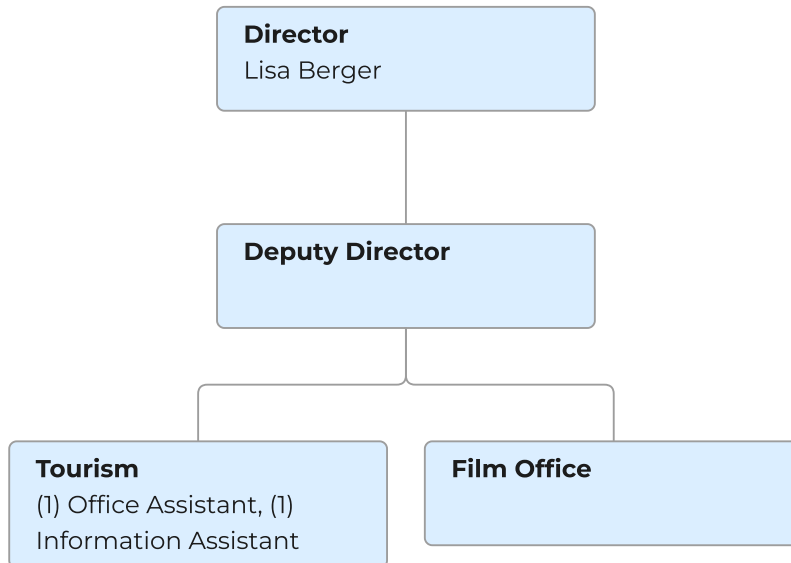 Director
Lisa Berger
Deputy Director
Tourism
(1) Office Assistant, (1)
Information Assistant
Film Office